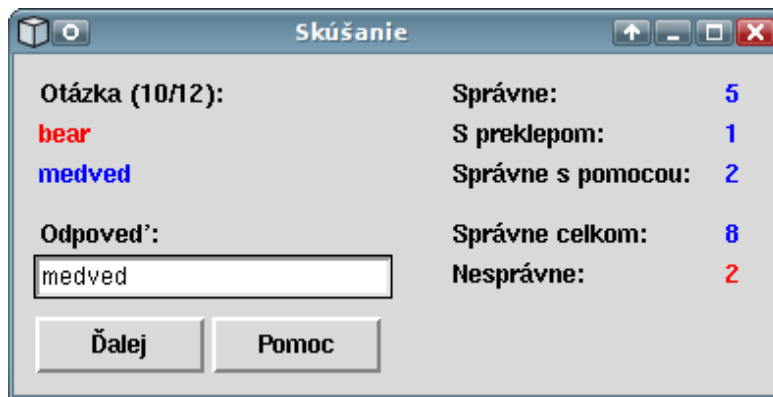 Skúšanie
Otázka (10/12):
bear
medved
Odpoveď:
medved
Ďalej
Pomoc
Správne: 5
S preklepom: 1
Správne s pomocou: 2
Správne celkom: 8
Nesprávne: 2